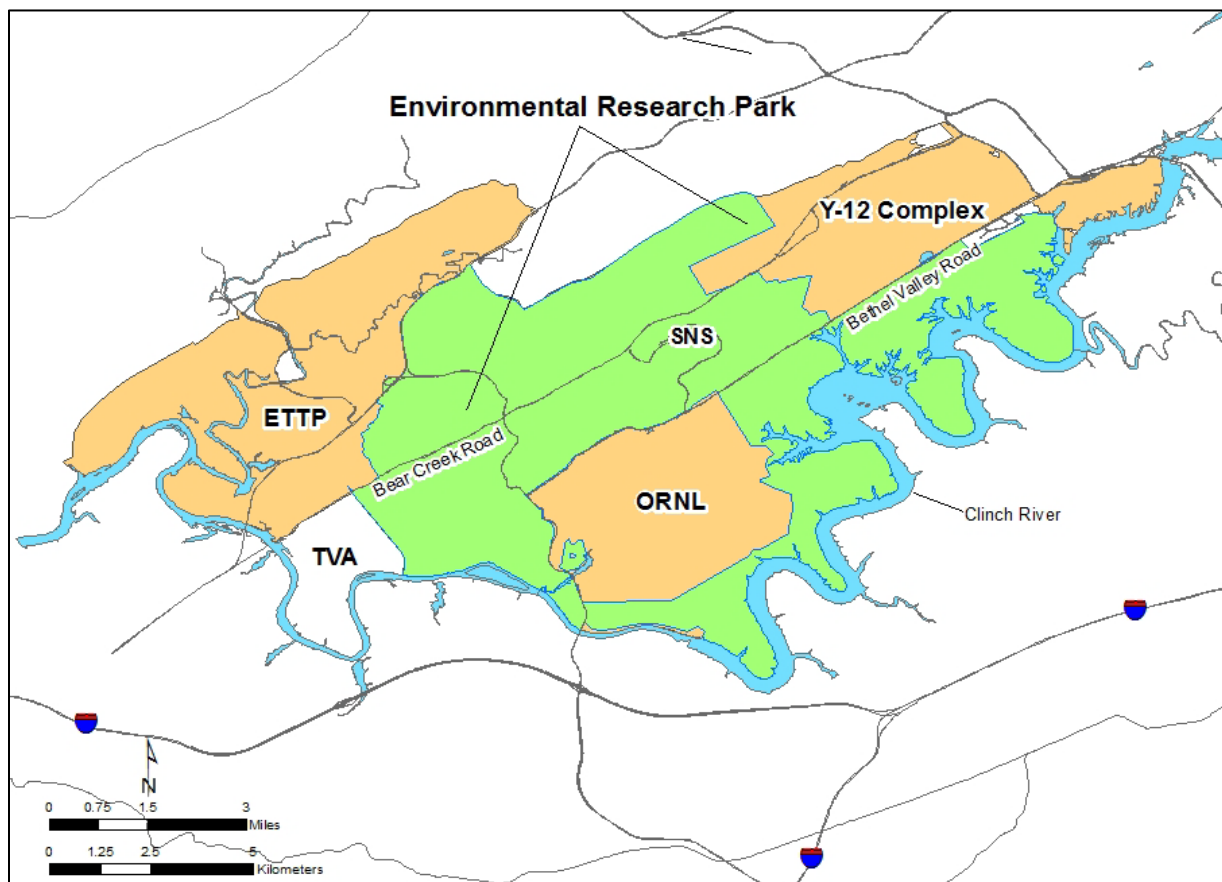 Environmental Research Park
Y-12 Complex
Bethel Valley Road
SNS
ETTP
Bear Creek Road
ORNL
Clinch River
TVA
N
0 0.75 1.5 3
Miles
0 1.25 2.5 5
Kilometers